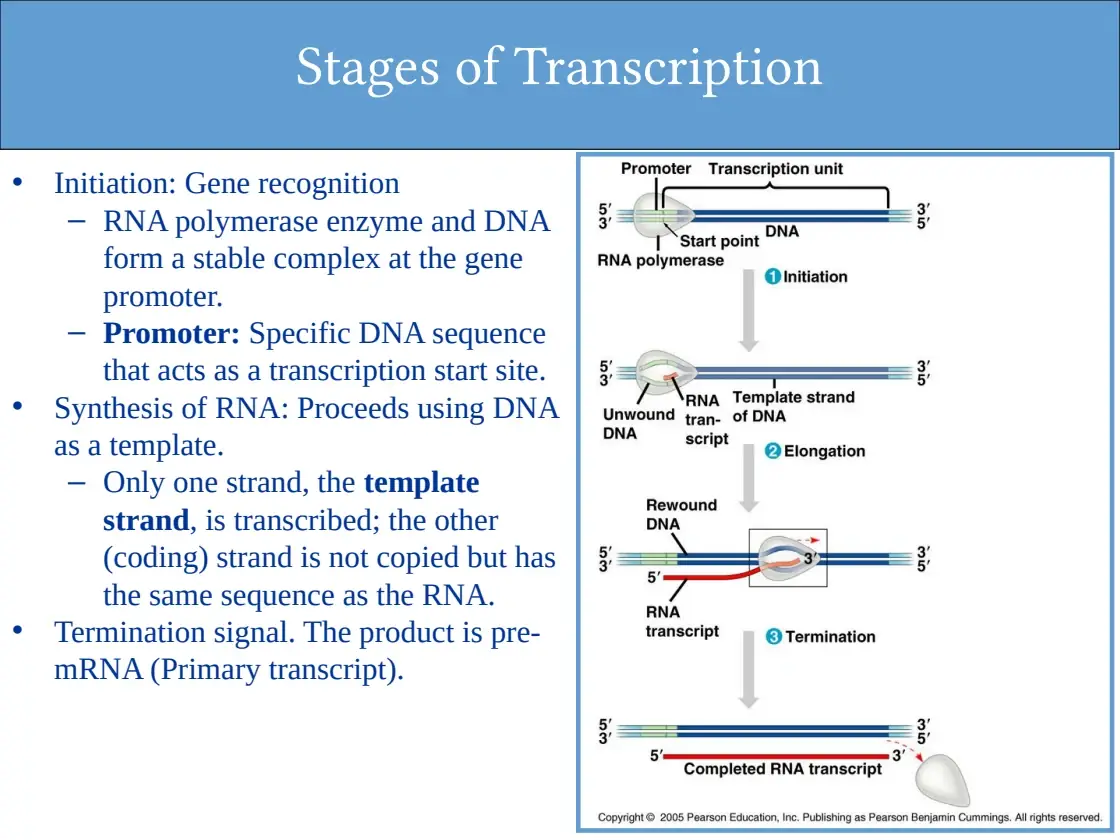 Stages of Transcription
• Initiation: Gene recognition
– RNA polymerase enzyme and DNA
form a stable complex at the gene
promoter.
– Promoter: Specific DNA sequence
that acts as a transcription start site.
• Synthesis of RNA: Proceeds using DNA
as a template.
– Only one strand, the template
strand, is transcribed; the other
(coding) strand is not copied but has
the same sequence as the RNA.
• Termination signal. The product is pre-
mRNA (Primary transcript).
Promoter
Transcription unit
5′
3′
3′
5′
DNA
Start point
RNA polymerase
1 Initiation
5′
3′
3′
5′
Unwound
DNA
RNA
tran-
script
Template strand
of DNA
2 Elongation
Rewound
DNA
5′
3′
3′
3′
5′
5′
RNA
transcript
3 Termination
5′
3′
3′
5′
5′
3′
Completed RNA transcript
Copyright © 2005 Pearson Education, Inc. Publishing as Pearson Benjamin Cummings. All rights reserved.